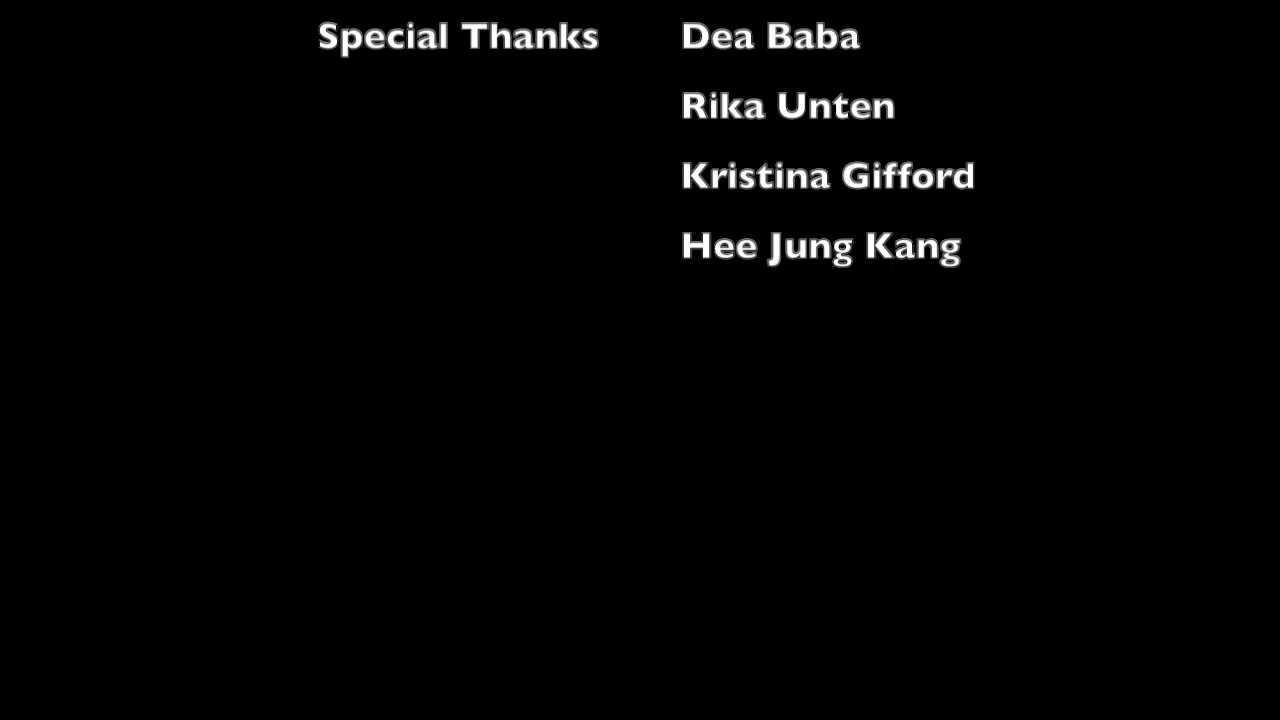 Special Thanks Dea Baba
Rika Unten
Kristina Gifford
Hee Jung Kang